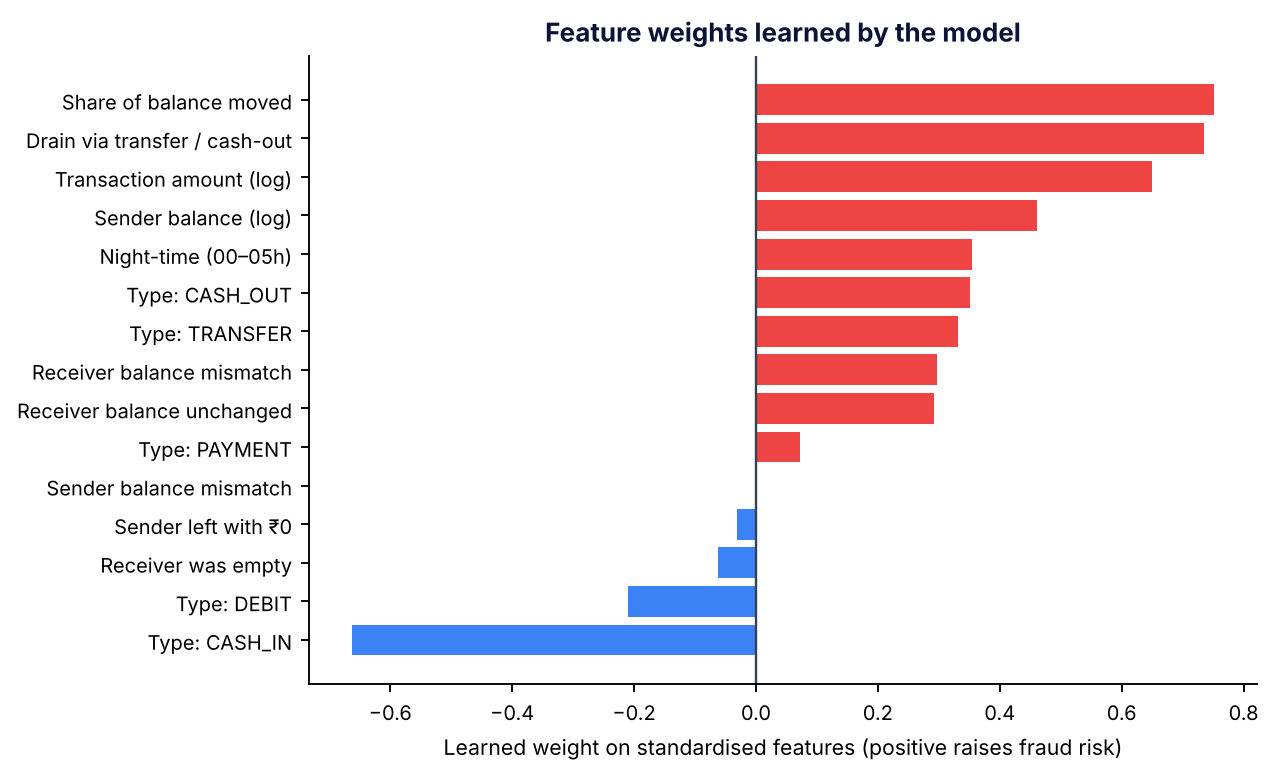 Feature weights learned by the model
Share of balance moved
Drain via transfer / cash-out
Transaction amount (log)
Sender balance (log)
Night-time (00–05h)
Type: CASH_OUT
Type: TRANSFER
Receiver balance mismatch
Receiver balance unchanged
Type: PAYMENT
Sender balance mismatch
Sender left with ₹0
Receiver was empty
Type: DEBIT
Type: CASH_IN
−0.6 −0.4 −0.2 0.0 0.2 0.4 0.6 0.8
Learned weight on standardised features (positive raises fraud risk)